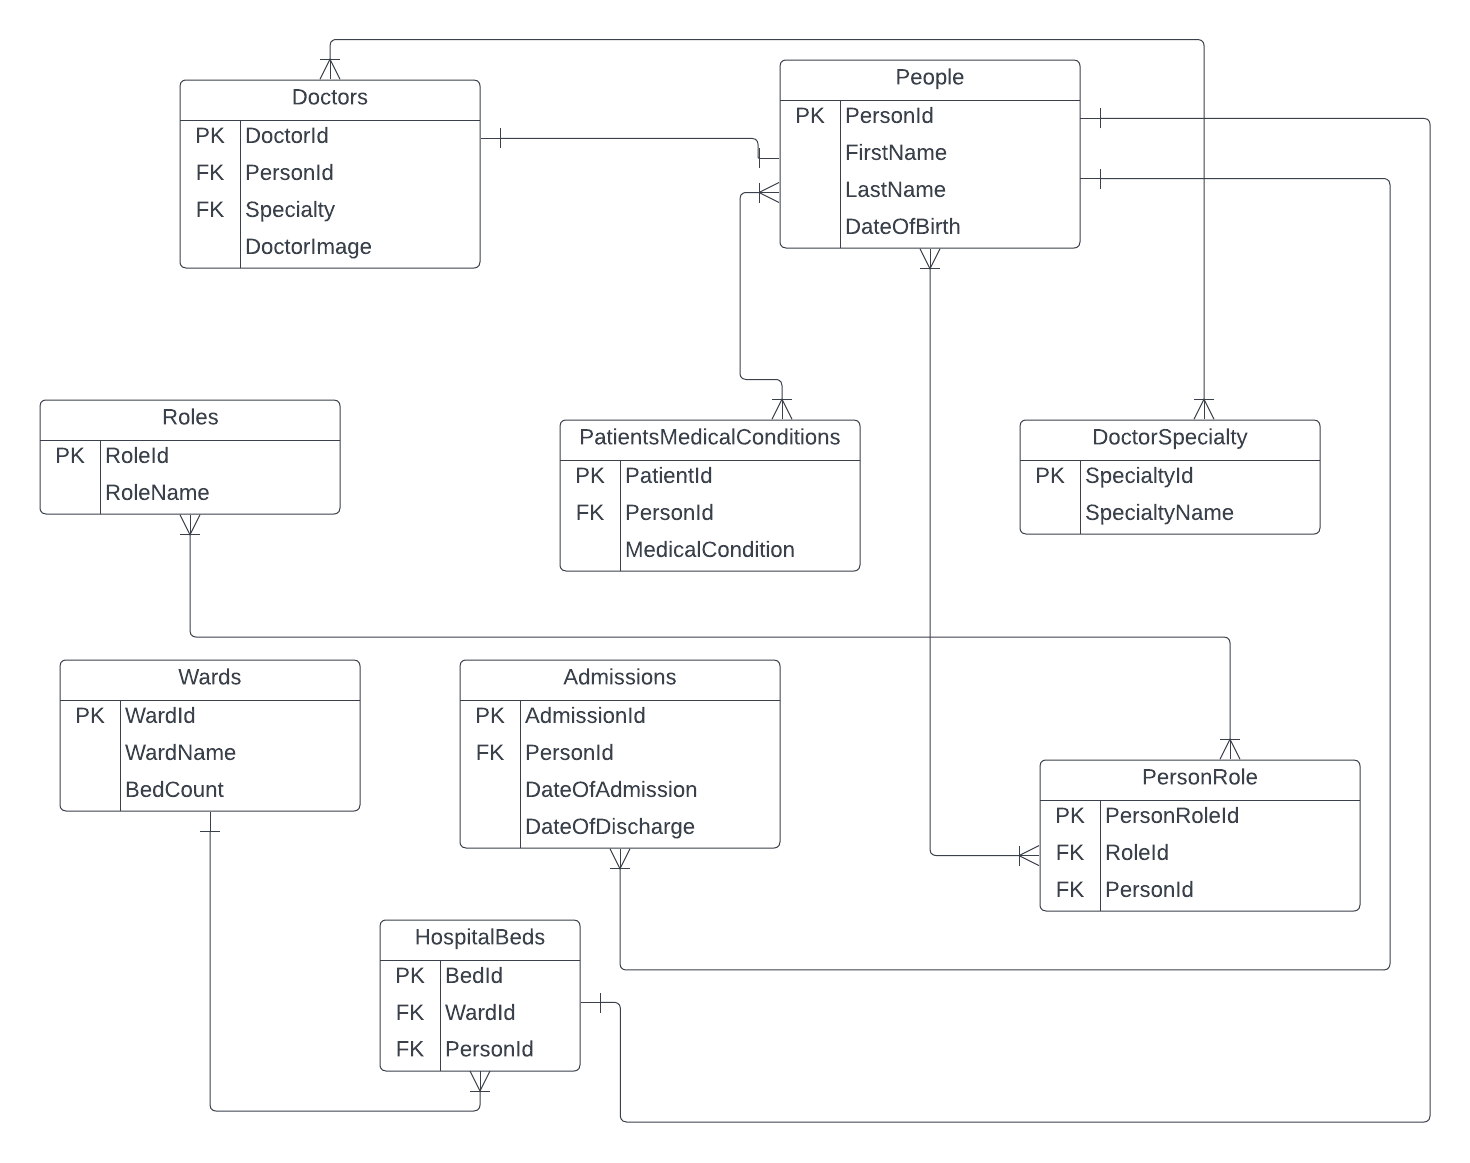 Doctors
PK DoctorId
FK PersonId
FK Specialty
DoctorImage
People
PK PersonId
FirstName
LastName
DateOfBirth
Roles
PK RoleId
RoleName
PatientsMedicalConditions
PK PatientId
FK PersonId
MedicalCondition
DoctorSpecialty
PK SpecialtyId
SpecialtyName
Wards
PK WardId
WardName
BedCount
Admissions
PK AdmissionId
FK PersonId
DateOfAdmission
DateOfDischarge
PersonRole
PK PersonRoleId
FK RoleId
FK PersonId
HospitalBeds
PK BedId
FK WardId
FK PersonId